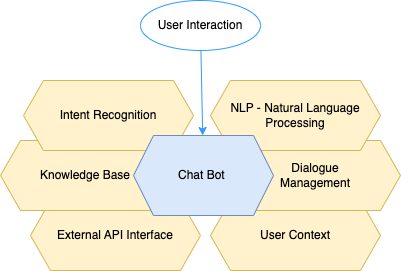 User Interaction
Intent Recognition
NLP - Natural Language
Processing
Knowledge Base
Chat Bot
Dialogue
Management
External API Interface
User Context